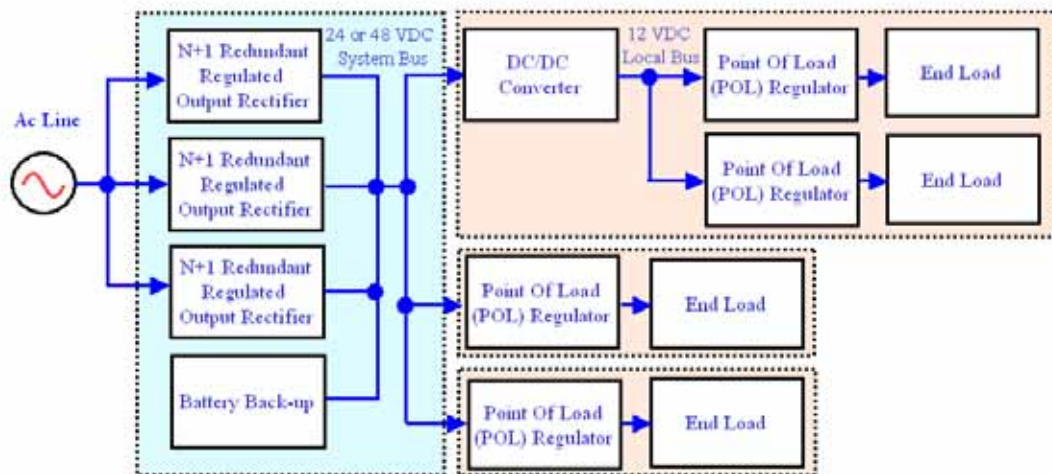 Ac Line
N+1 Redundant
Regulated
Output Rectifier
N+1 Redundant
Regulated
Output Rectifier
N+1 Redundant
Regulated
Output Rectifier
Battery Back-up
24 or 48 VDC
System Bus
DC/DC
Converter
12 VDC
Local Bus
Point Of Load
(POL) Regulator
End Load
Point Of Load
(POL) Regulator
End Load
Point Of Load
(POL) Regulator
End Load
Point Of Load
(POL) Regulator
End Load